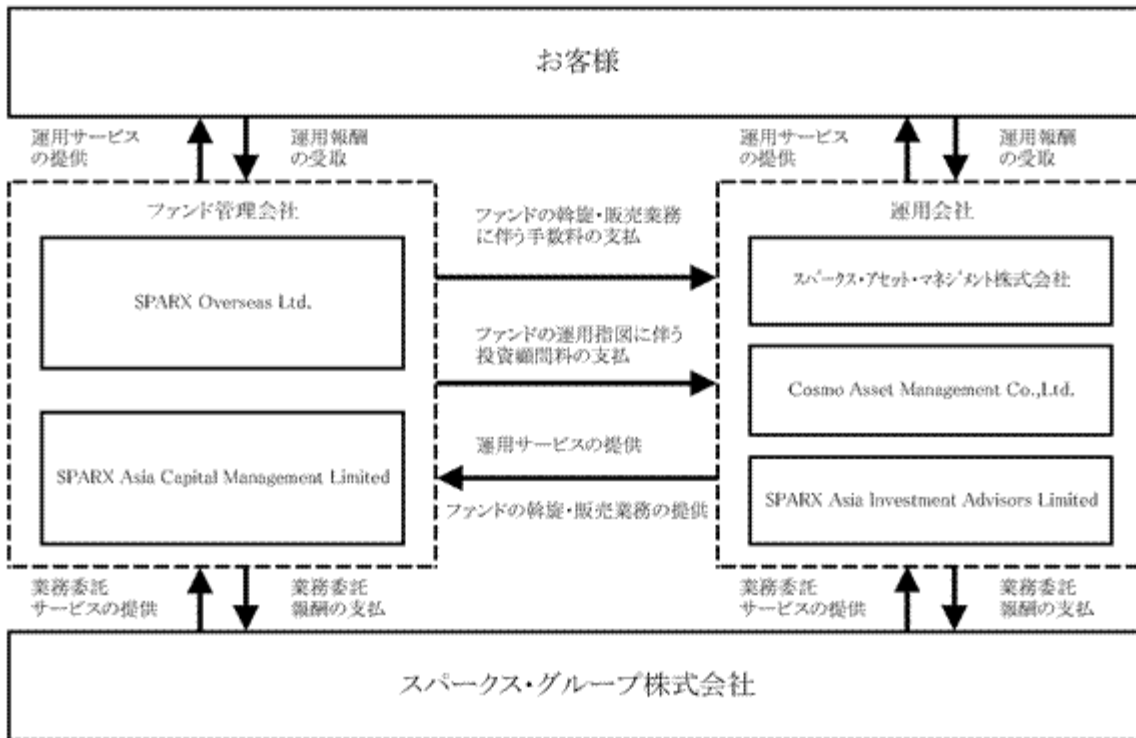 お客様
運用サービス
の提供
運用報酬
の受取
運用サービス
の提供
運用報酬
の受取
ファンド管理会社
SPARX Overseas Ltd.
SPARX Asia Capital Management Limited
ファンドの斡旋・販売業務
に伴う手数料の支払
ファンドの運用指図に伴う
投資顧問料の支払
運用サービスの提供
ファンドの斡旋・販売業務の提供
運用会社
スパークス・アセット・マネジメント株式会社
Cosmo Asset Management Co.,Ltd.
SPARX Asia Investment Advisors Limited
業務委託
サービスの提供
業務委託
報酬の支払
業務委託
サービスの提供
業務委託
報酬の支払
スパークス・グループ株式会社